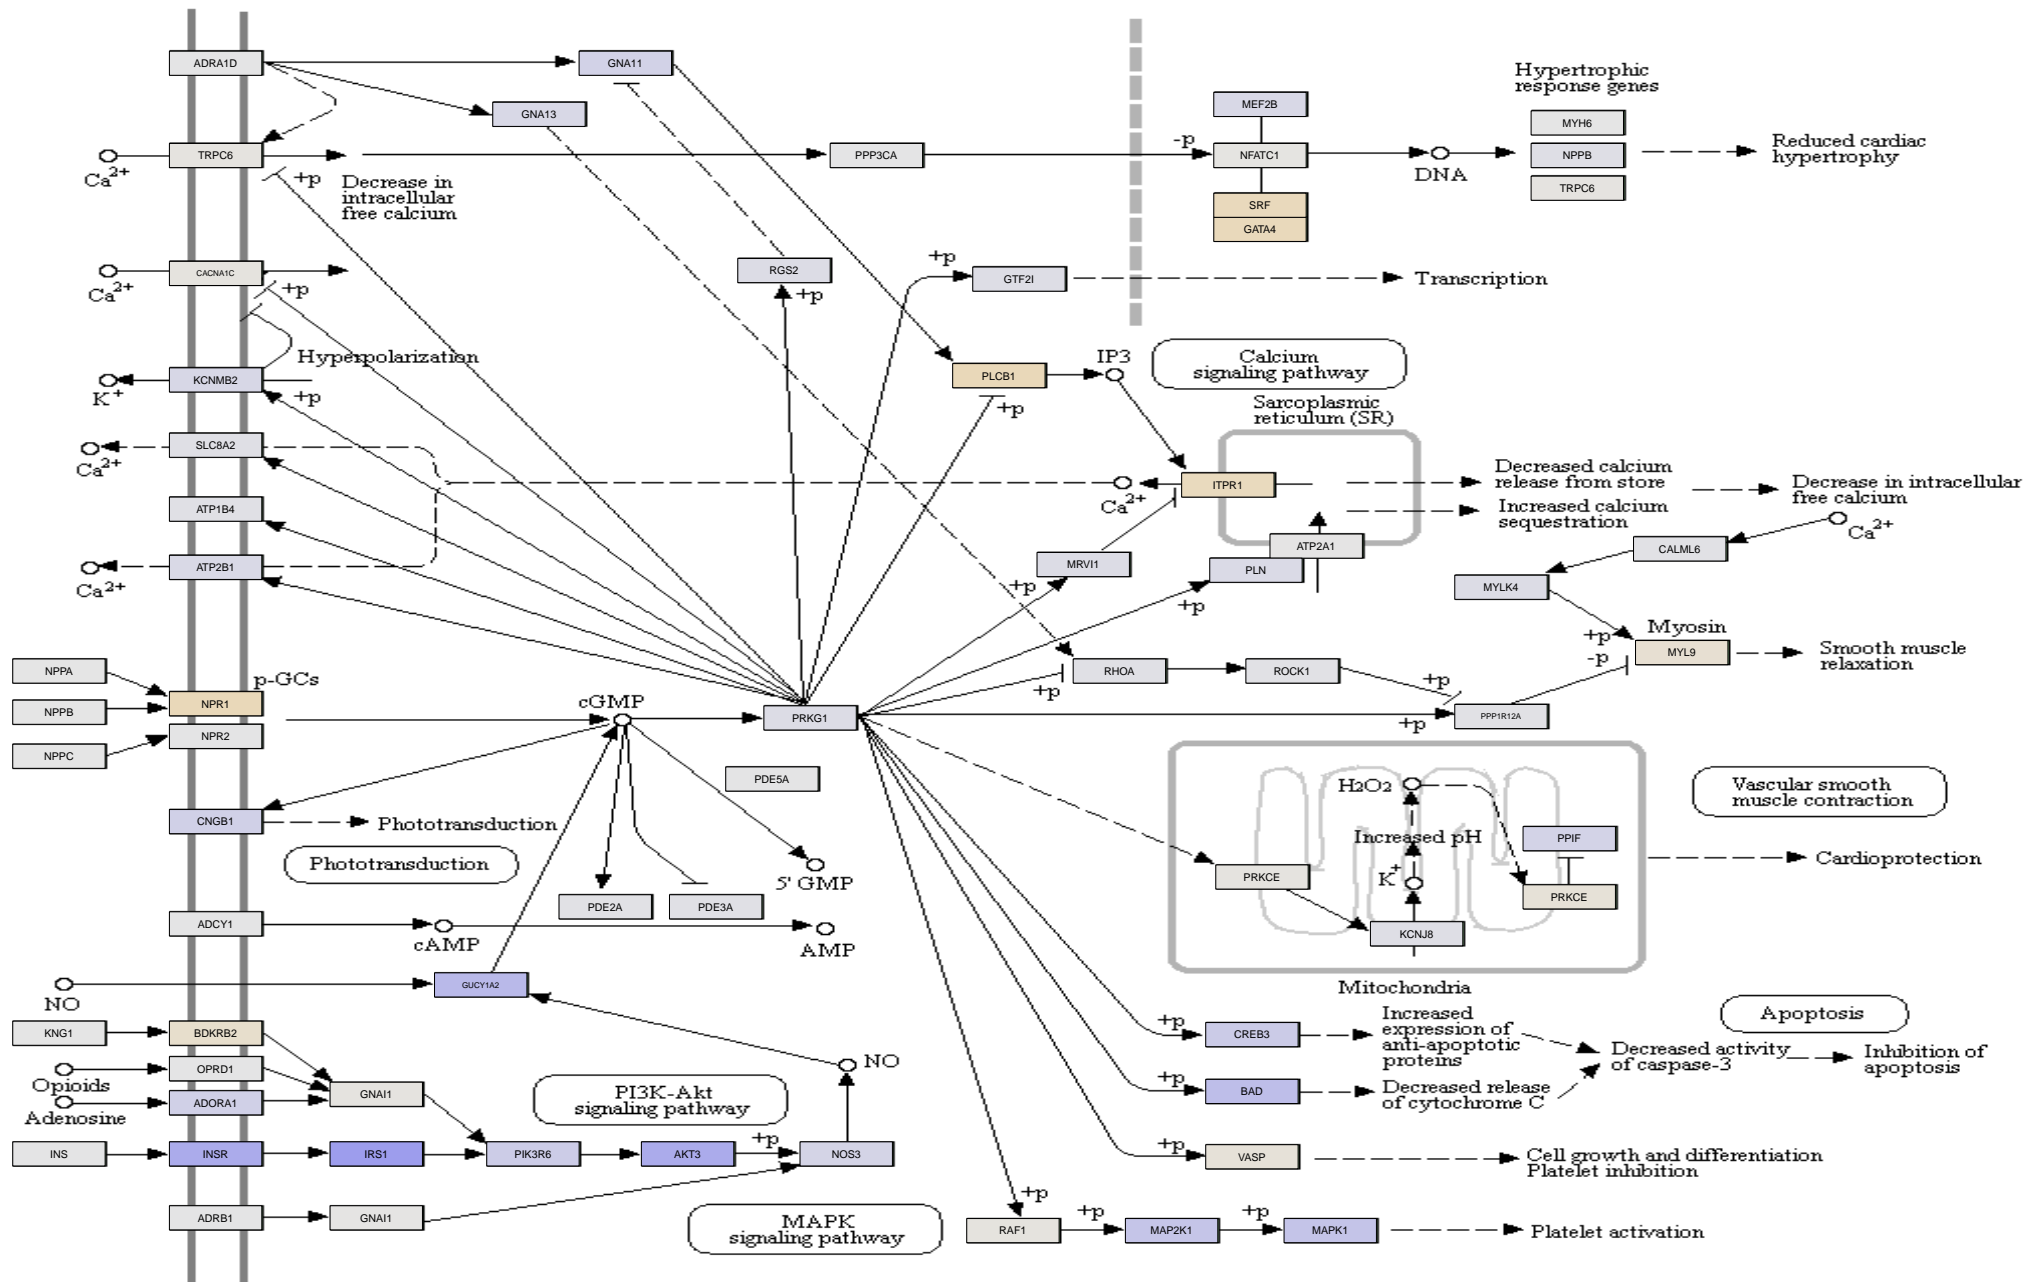 ADRA1D
GNA11
GNA13
Hypertrophic
response genes
MEF2B
MYH6
-p
Ca2+
TRPC6
PPP3CA
NFATC1
DNA
NPPB
Reduced cardiac
hypertrophy
+p
Decrease in
intracellular
free calcium
TRPC6
SRF
GATA4
Ca2+
CACNA1C
+p
RGS2
+p
+p
GTF2I
Transcription
Hyperpolarization
K+
KCNMB2
+p
PLCB1
+p
IP3
Calcium
signaling pathway
Sarcoplasmic
reticulum (SR)
Ca2+
SLC8A2
Ca2+
ITPR1
Decreased calcium
release from store
Decrease in intracellular
free calcium
Increased calcium
sequestration
Ca2+
ATP1B4
ATP2A1
CALML6
Ca2+
ATP2B1
MRVI1
+p
PLN
+p
MYLK4
+p
-p
Myosin
MYL9
Smooth muscle
relaxation
NPPA
p-GCs
RHOA
+p
ROCK1
+p
NPPB
NPR1
NPR2
NPPC
cGMP
PRKG1
+p
PPP1R12A
PDE5A
H2O2
Vascular smooth
muscle contraction
CNGB1
Phototransduction
Phototransduction
Increased pH
PPIF
Cardioprotection
5' GMP
PRKCE
K+
PRKCE
PDE2A
PDE3A
ADCY1
cAMP
AMP
KCNJ8
NO
GUCY1A2
Mitochondria
KNG1
BDKRB2
+p
CREB3
Increased
expression of
anti-apoptotic
proteins
Apoptosis
Opioids
OPRD1
NO
Decreased activity
of caspase-3
Inhibition of
apoptosis
Adenosine
ADORA1
GNAI1
PI3K-Akt
signaling pathway
+p
BAD
Decreased release
of cytochrome C
INS
INSR
IRS1
PIK3R6
AKT3
+p
NOS3
+p
VASP
Cell growth and differentiation
Platelet inhibition
ADRB1
GNAI1
MAPK
signaling pathway
+p
RAF1
+p
MAP2K1
+p
MAPK1
Platelet activation